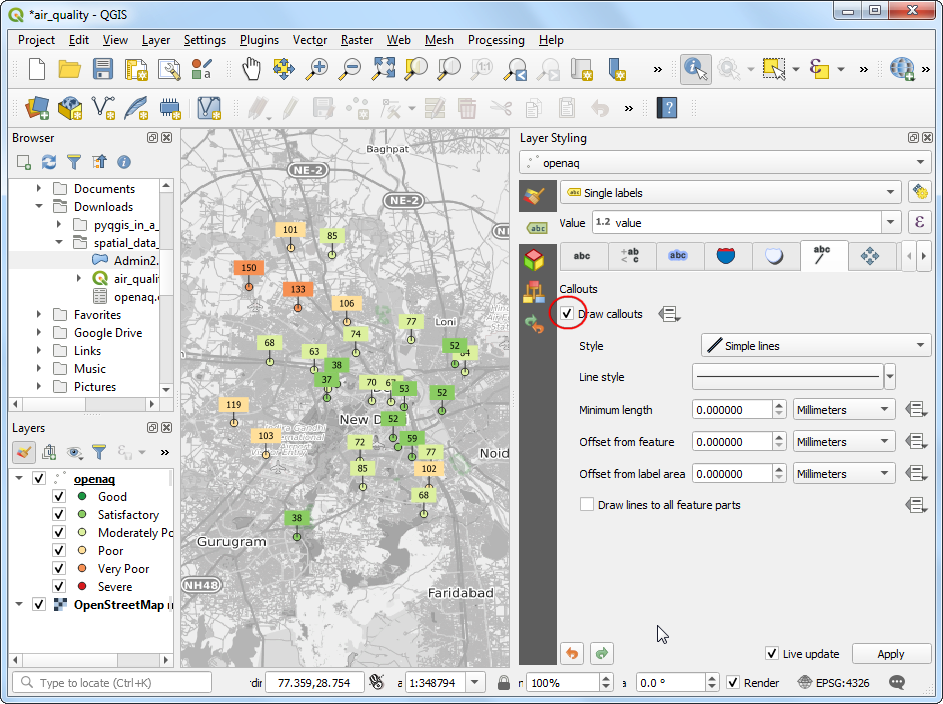 *air_quality - QGIS
Project Edit View Layer Settings Plugins Vector Raster Web Mesh Processing Help
Browser
Documents
Downloads
pyqgis_in_a_
spatial_data_
Admin2.
air_quali
openaq.
Favorites
Google Drive
Links
Music
Pictures
Layers
openaq
Good
Satisfactory
Moderately Po
Poor
Very Poor
Severe
OpenStreetMap
Baghpat
NE-2
NE-2
101
85
150
133
106
77
Loni
74
68
63
52
38
37
70
53
52
119
New D
52
103
72
59
77
Noid
85
102
68
38
Gurugram
NH48
Faridabad
Layer Styling
openaq
abc Single labels
Value 1.2 value
abc +ab < c abc abc
Callouts
Draw callouts
Style Simple lines
Line style
Minimum length 0.000000 Millimeters
Offset from feature 0.000000 Millimeters
Offset from label area 0.000000 Millimeters
Draw lines to all feature parts
Live update Apply
Type to locate (Ctrl+K) 77.359,28.754 1:348794 100% 0.0 ° Render EPSG:4326